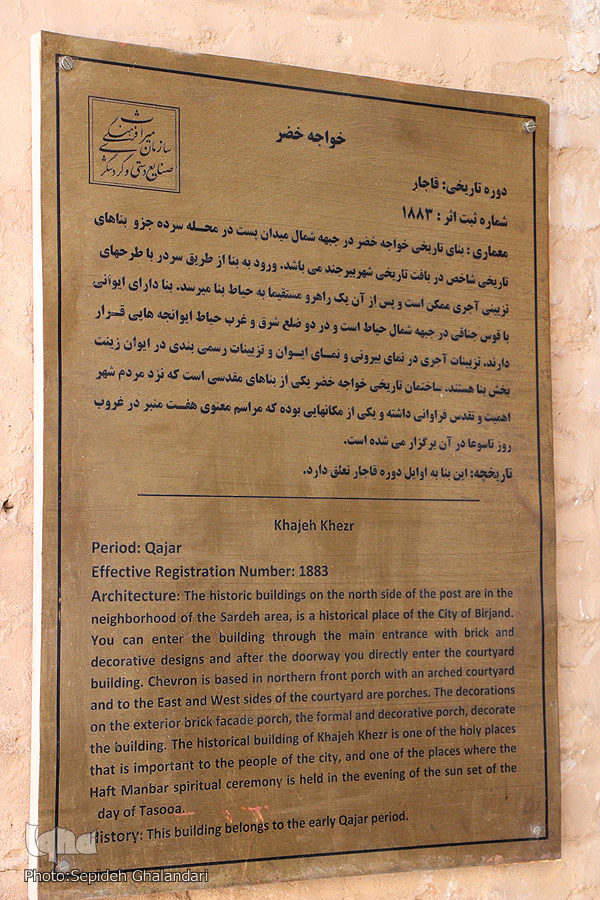 سازمان میراث فرهنگی
صنایع دستی و گردشگری
خواجه خضر
دوره تاریخی: قاجار
شماره ثبت اثر : ۱۸۸۳
معماری : بنای تاریخی خواجه خضر در جبهه شمال میدان پست در محـله سرده جزو بناهای
تاریخی شاخص در بافت تاریخی شهربیرجند می باشد. ورود به بنا از طریق سردر با طرحهای
تزیینی آجری ممکن است و پس از آن یک راهرو مستقیما به حیاط بنا میرسد. بنا دارای ایوانی
با قوس جناقی در جبهه شمال حیاط است و در دو ضلع شرق و غرب حیاط ایوانچه هایی قـرار
دارند. تزیینات آجری در نمای بیرونی و نمـای ایـوان و تزیینات رسمی بندی در ایوان زینت
بخش بنا هستند. ساختمان تاریخی خواجه خضر یکی از بناهای مقدسی است که نزد مردم شهر
اهمیت و تقدس فراوانی داشته و یکی از مکانهایی بوده که مراسم معنوی هفـت منبر در غروب
روز تاسوعا در آن برگزار می شده است.
تاریخچه: این بنا به اوایل دوره قاجار تعلق دارد.
Khajeh Khezr
Period: Qajar
Effective Registration Number: 1883
Architecture: The historic buildings on the north side of the post are in the
neighborhood of the Sardeh area, is a historical place of the City of Birjand.
You can enter the building through the main entrance with brick and
decorative designs and after the doorway you directly enter the courtyard
building. Chevron is based in northern front porch with an arched courtyard
and to the East and West sides of the courtyard are porches. The decorations
on the exterior brick facade porch, the formal and decorative porch, decorate
the building. The historical building of Khajeh Khezr is one of the holy places
that is important to the people of the city, and one of the places where the
Haft Manbar spiritual ceremony is held in the evening of the sun set of the
day of Tasooa.
History: This building belongs to the early Qajar period.
iqna
Photo:Sepideh Ghalandari